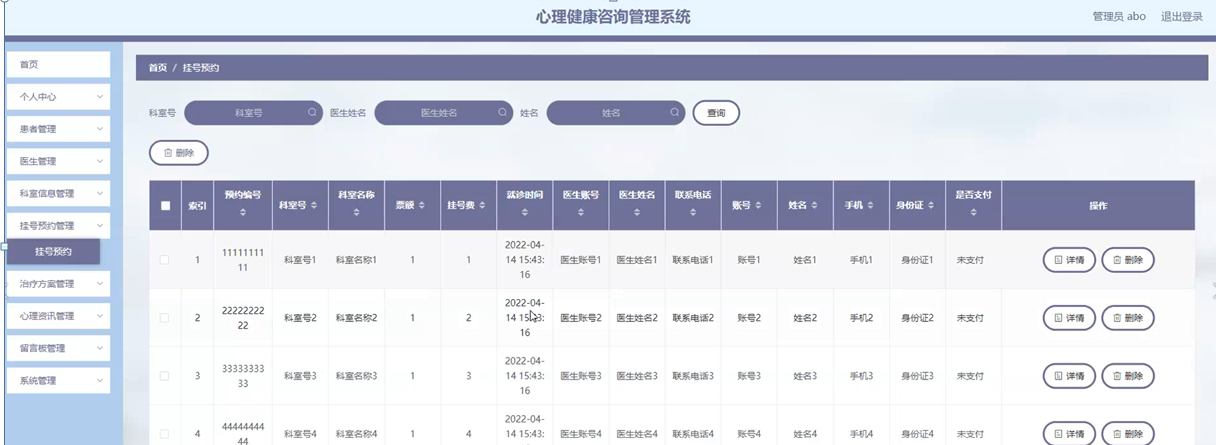 心理健康咨询管理系统
管理员 abo 退出登录
首页
个人中心
患者管理
医生管理
科室信息管理
挂号预约管理
挂号预约
治疗方案管理
心理资讯管理
留言板管理
系统管理
首页 / 挂号预约
科室号 科室号 医生姓名 医生姓名 姓名 姓名 查询
删除
索引 预约编号 科室号 科室名称 票额 挂号费 就诊时间 医生账号 医生姓名 联系电话 账号 姓名 手机 身份证 是否支付 操作
1 11111111111 科室号1 科室名称1 1 1 2022-04-14 15:43:16 医生账号1 医生姓名1 联系电话1 账号1 姓名1 手机1 身份证1 未支付 详情 删除
2 22222222222 科室号2 科室名称2 1 2 2022-04-14 15:43:16 医生账号2 医生姓名2 联系电话2 账号2 姓名2 手机2 身份证2 未支付 详情 删除
3 33333333333 科室号3 科室名称3 1 3 2022-04-14 15:43:16 医生账号3 医生姓名3 联系电话3 账号3 姓名3 手机3 身份证3 未支付 详情 删除
4 44444444444 科室号4 科室名称4 1 4 2022-04-14 15:43: 医生账号4 医生姓名4 联系电话4 账号4 姓名4 手机4 身份证4 未支付 详情 删除